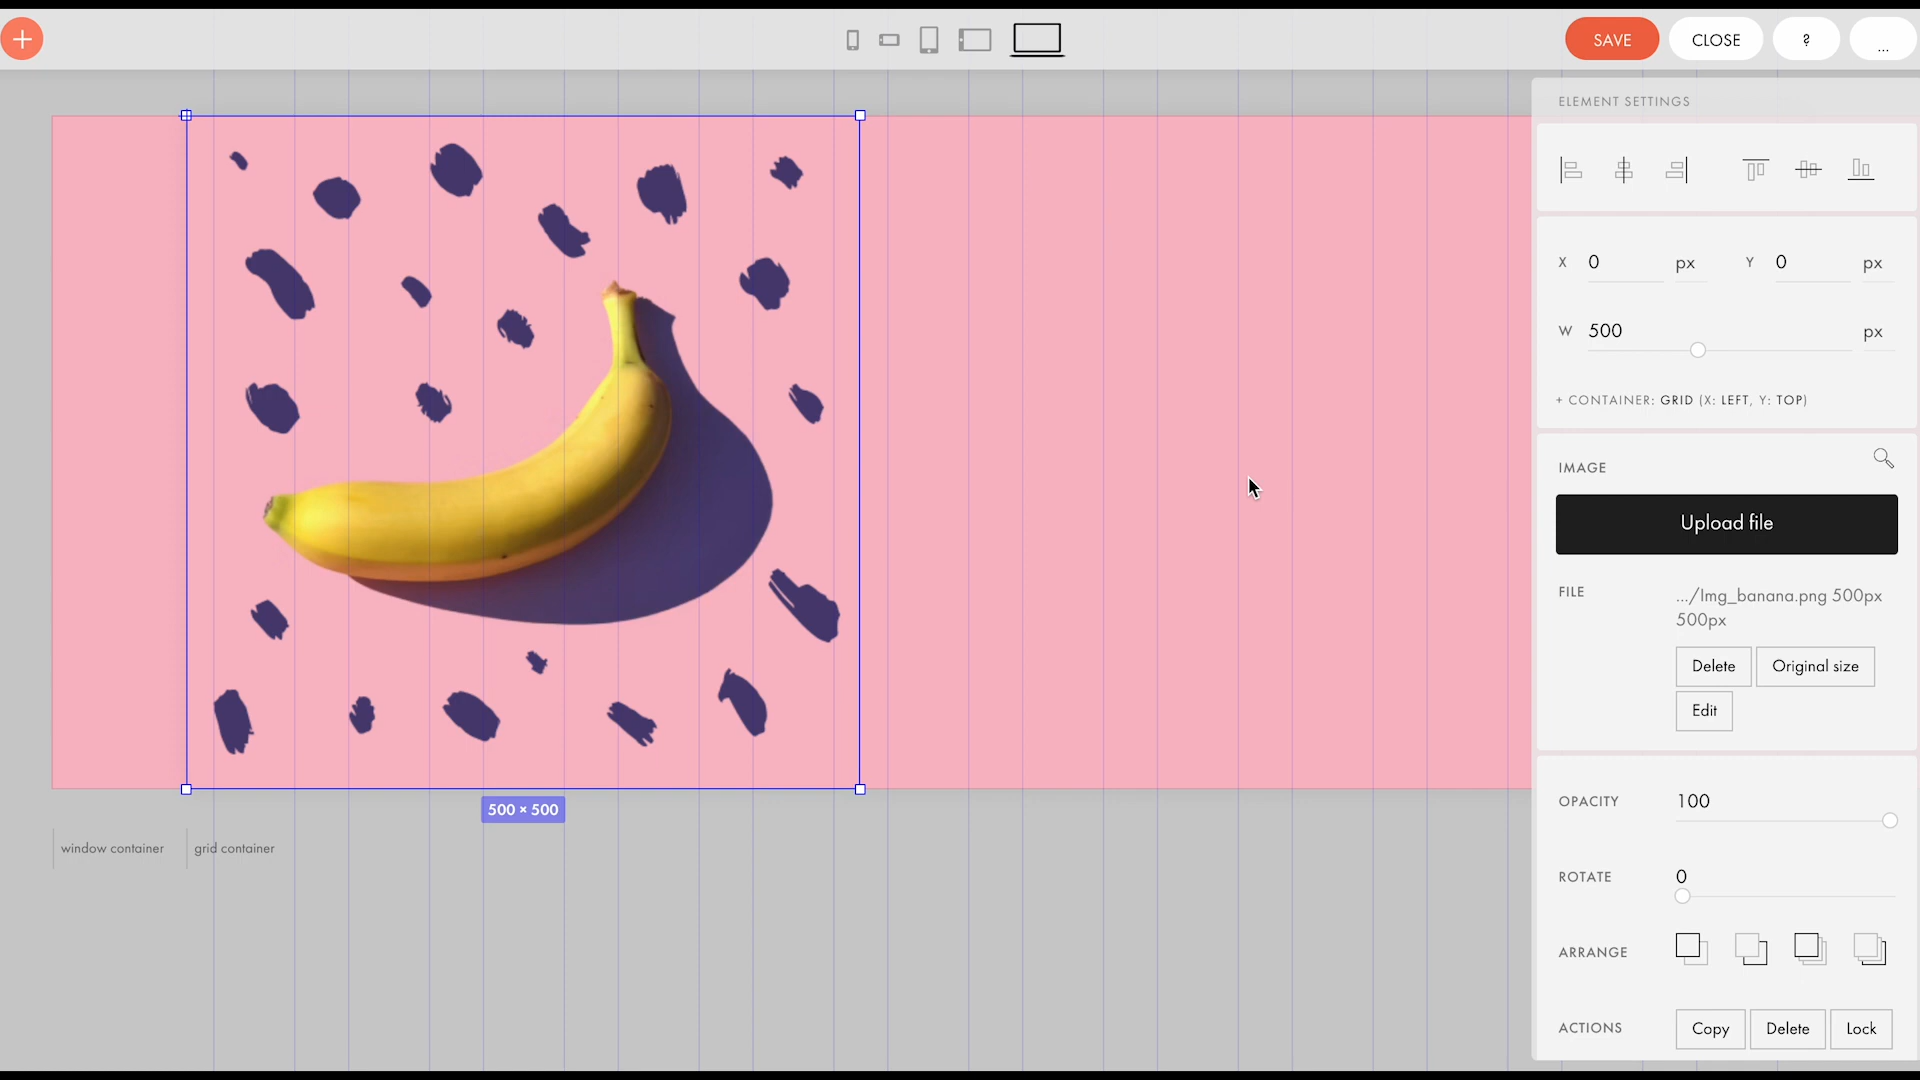 SAVE
CLOSE
?
...
ELEMENT SETTINGS
X 0 px Y 0 px
W 500 px
+ CONTAINER: GRID (X: LEFT, Y: TOP)
IMAGE
Upload file
FILE
.../Img_banana.png 500px
500px
Delete
Original size
Edit
OPACITY 100
ROTATE 0
ARRANGE
ACTIONS
Copy
Delete
Lock
500 × 500
window container
grid container